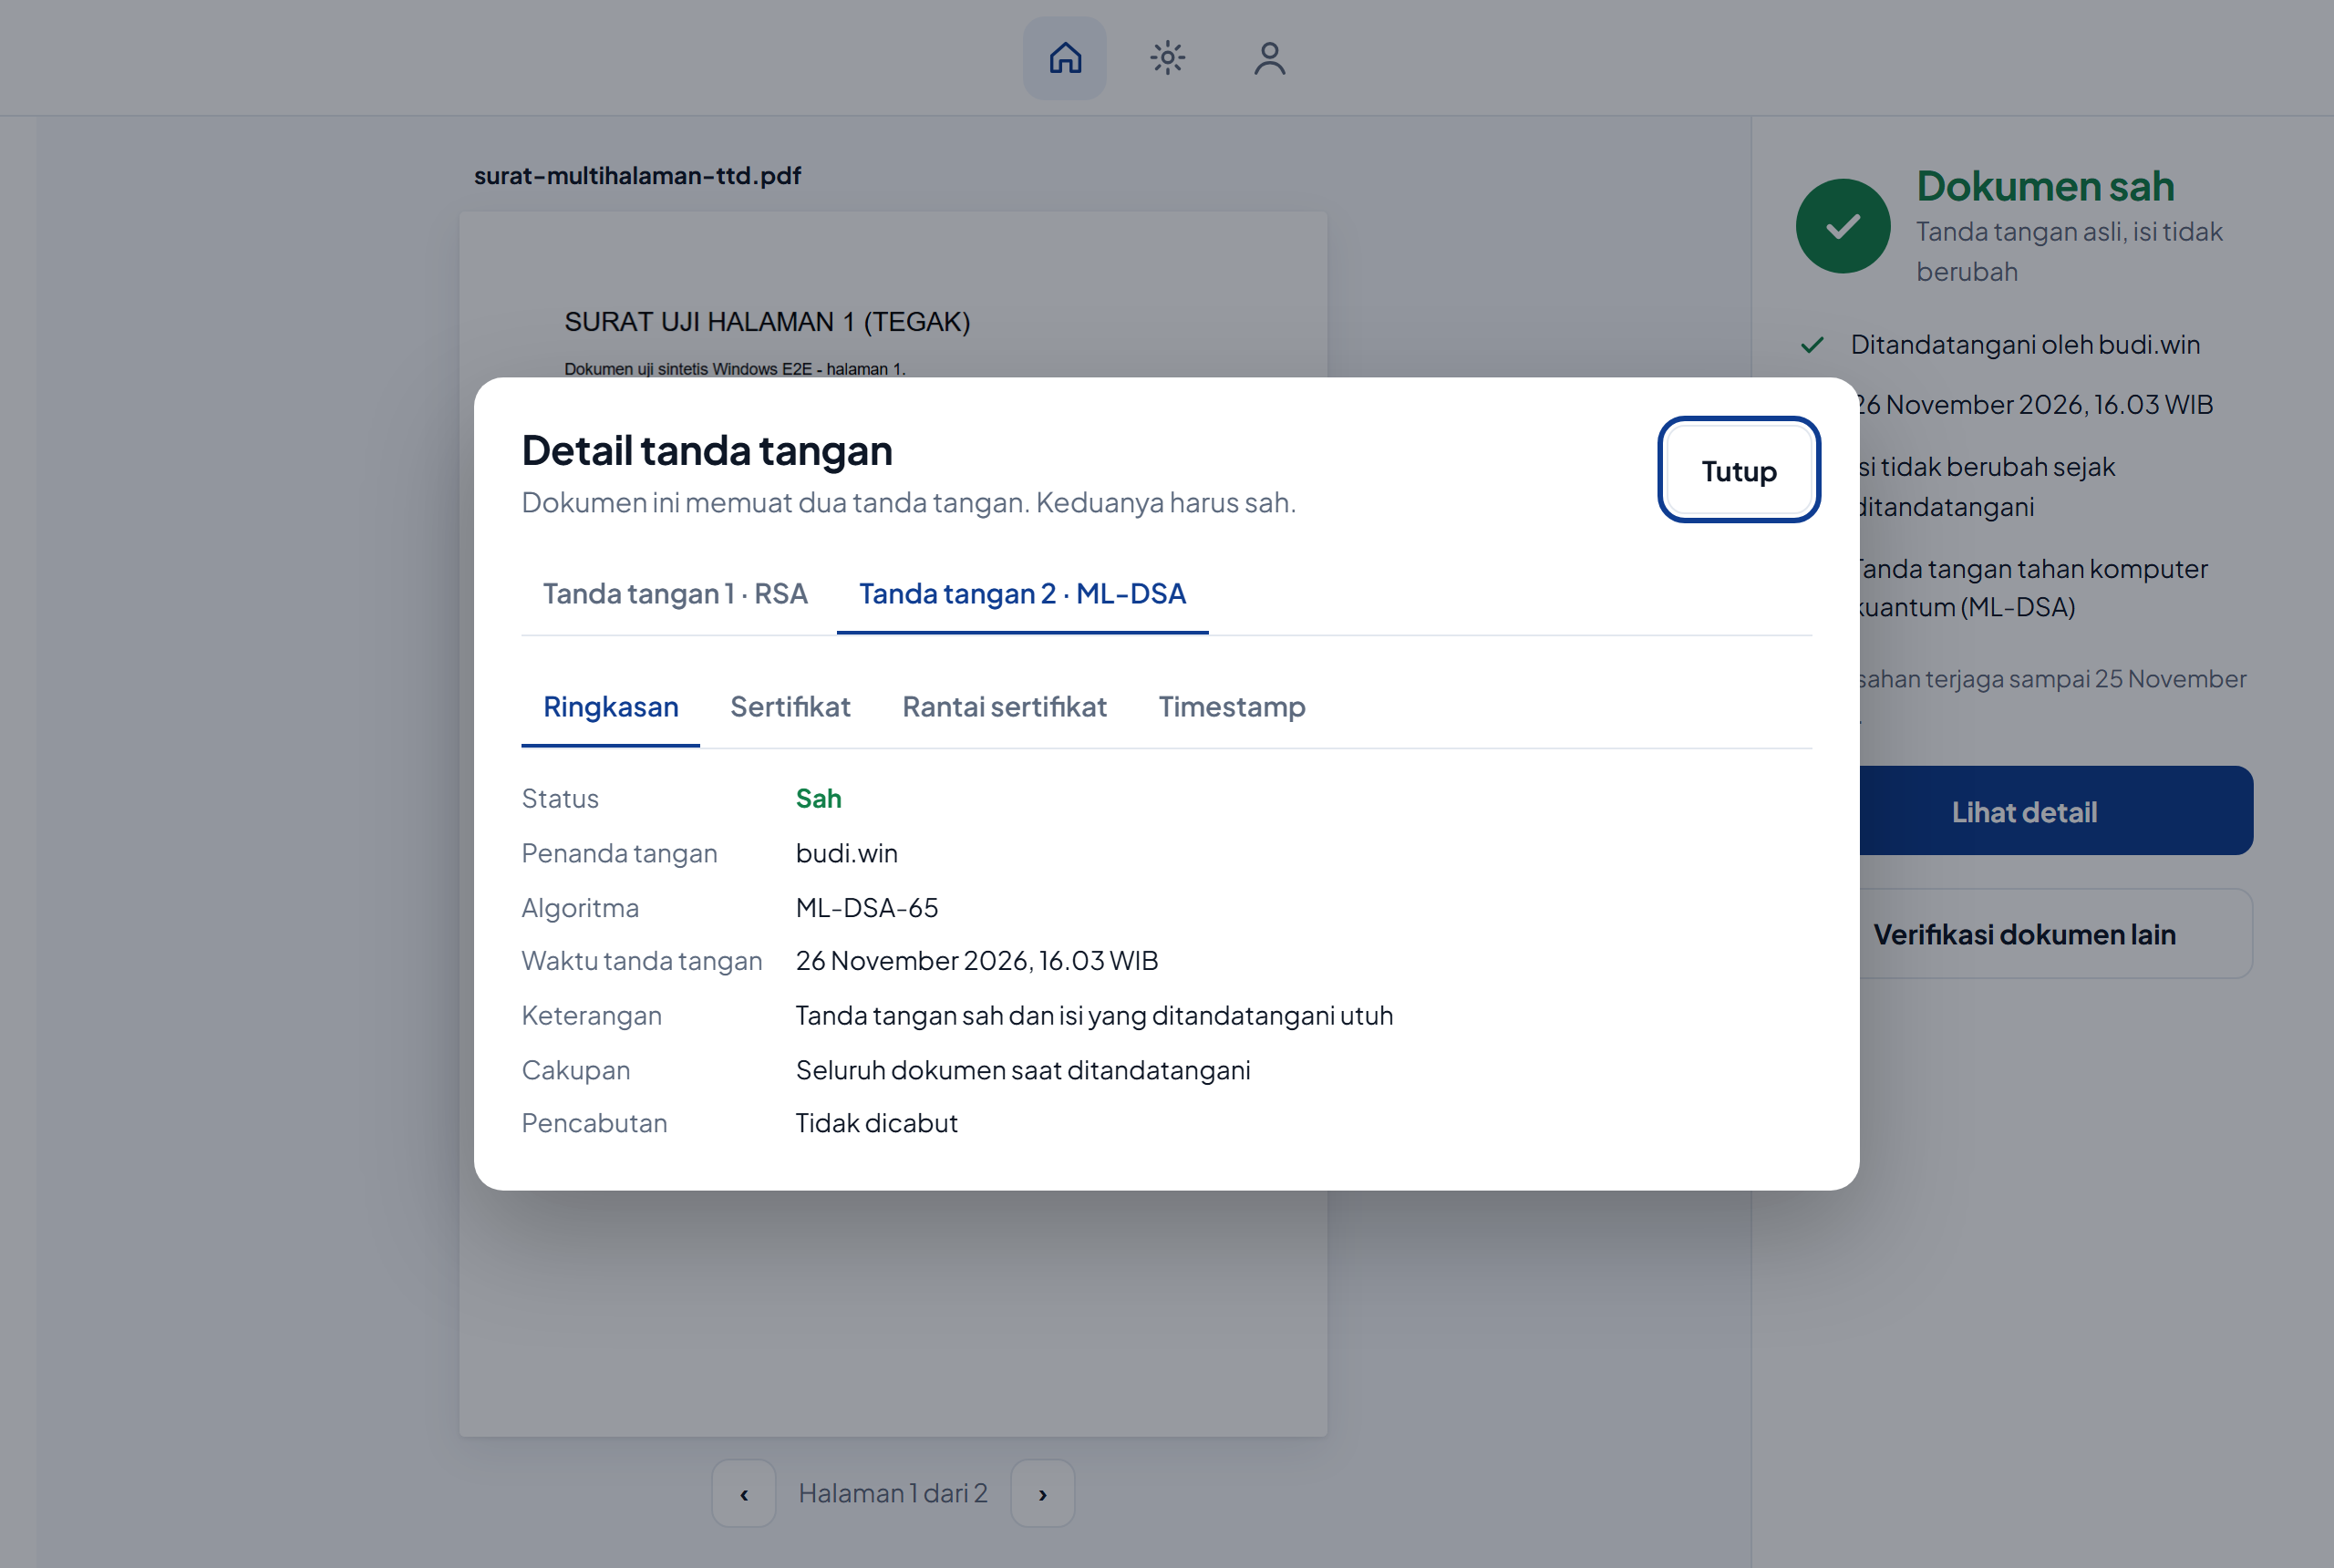 surat-multihalaman-ttd.pdf
SURAT UJI HALAMAN 1 (TEGAK)
Dokumen uji sintetis Windows E2E - halaman 1.
Detail tanda tangan
Dokumen ini memuat dua tanda tangan. Keduanya harus sah.
Tutup
Tanda tangan 1 · RSA
Tanda tangan 2 · ML-DSA
Ringkasan
Sertifikat
Rantai sertifikat
Timestamp
Status
Sah
Penanda tangan
budi.win
Algoritma
ML-DSA-65
Waktu tanda tangan
26 November 2026, 16.03 WIB
Keterangan
Tanda tangan sah dan isi yang ditandatangani utuh
Cakupan
Seluruh dokumen saat ditandatangani
Pencabutan
Tidak dicabut
‹
Halaman 1 dari 2
›
Dokumen sah
Tanda tangan asli, isi tidak
berubah
Ditandatangani oleh budi.win
26 November 2026, 16.03 WIB
tidak berubah sejak
ditandatangani
Tanda tangan tahan komputer
kuantum (ML-DSA)
terjaga sampai 25 November
Lihat detail
Verifikasi dokumen lain